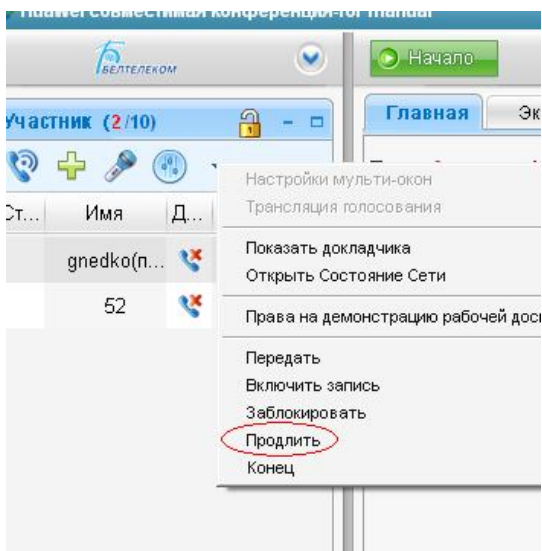 Huawei совместимая конференция-for manual
БЕЛТЕЛЕКОМ
Начало
Участник (2/10)
Главная
Эк
Ст...
Имя
Д...
gnedko(п...
52
Настройки мульти-окон
Трансляция голосования
Показать докладчика
Открыть Состояние Сети
Права на демонстрацию рабочей дос
Передать
Включить запись
Заблокировать
Продлить
Конец